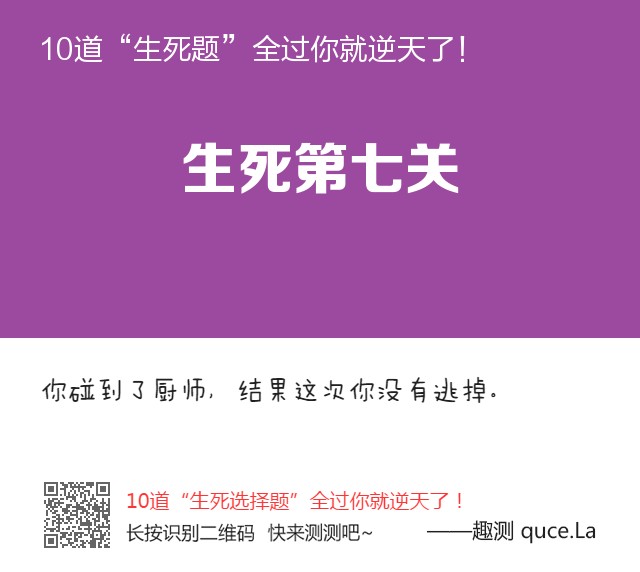 10道“生死题”全过你就逆天了!
生死第七关
你碰到了厨师，结果这次你没有逃掉。
10道“生死选择题”全过你就逆天了！
长按识别二维码 快来测测吧~ ——趣测 quce.La